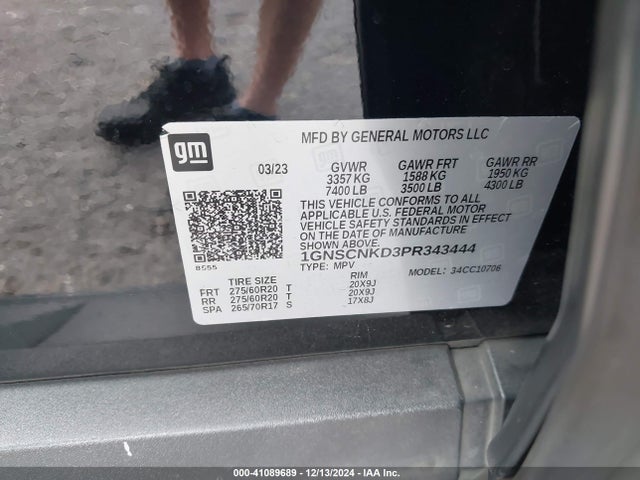 gm
MFD BY GENERAL MOTORS LLC
03/23 GVWR GAWR FRT GAWR RR
3357 KG 1588 KG 1950 KG
7400 LB 3500 LB 4300 LB
THIS VEHICLE CONFORMS TO ALL
APPLICABLE U.S. FEDERAL MOTOR
VEHICLE SAFETY STANDARDS IN EFFECT
ON THE DATE OF MANUFACTURE
SHOWN ABOVE.
1GNSCNKD3PR343444
TYPE: MPV MODEL: 34CC10706
8555
TIRE SIZE RIM
FRT 275/60R20 T 20X9J
RR 275/60R20 T 20X9J
SPA 265/70R17 S 17X8J
000-41089689 - 12/13/2024 - IAA Inc.